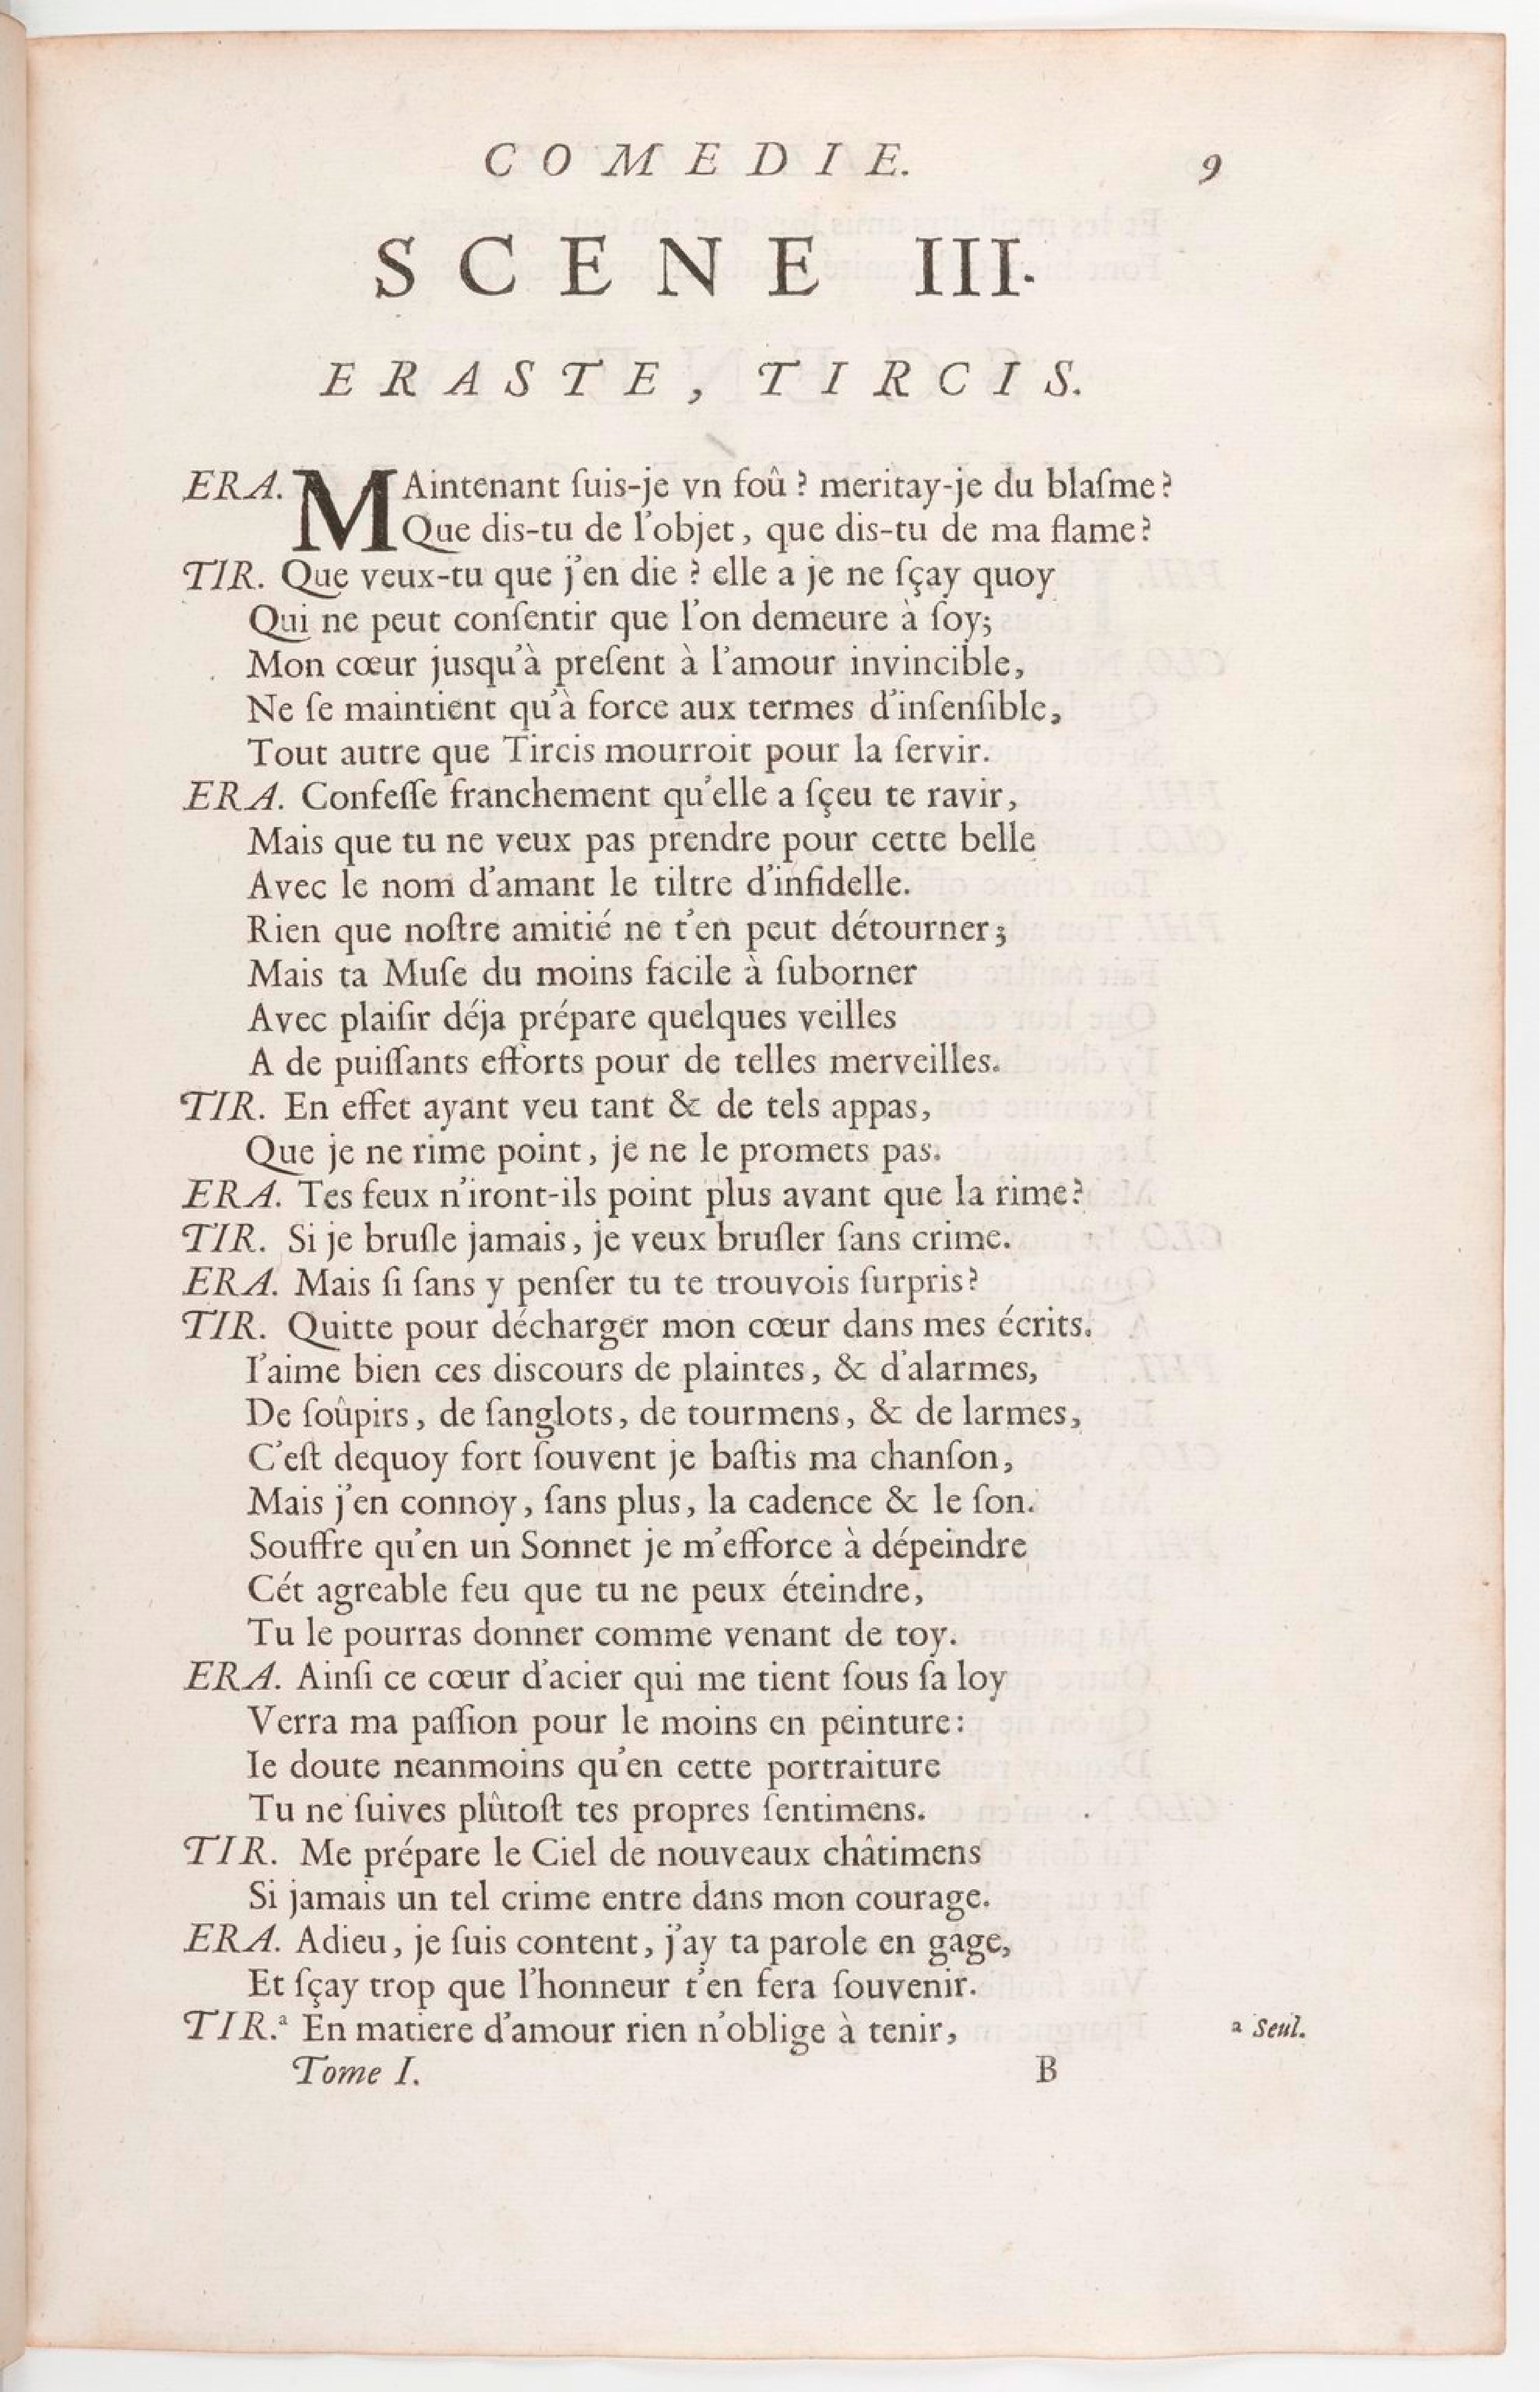 COMEDIE. 9
SCENE III.
ERASTE, TIRCIS.
ERA. MAintenant ſuis-je vn foû ? meritay-je du blaſme?
Que dis-tu de l'objet, que dis-tu de ma flame?
TIR. Que veux-tu que j'en die ? elle a je ne ſçay quoy
Qui ne peut conſentir que l'on demeure à ſoy;
Mon cœur jusqu'à preſent à l'amour invincible,
Ne ſe maintient qu'à force aux termes d'inſenſible,
Tout autre que Tircis mourroit pour la ſervir.
ERA. Confeſſe franchement qu'elle a ſçeu te ravir,
Mais que tu ne veux pas prendre pour cette belle
Avec le nom d'amant le tiltre d'infidelle.
Rien que noſtre amitié ne t'en peut détourner;
Mais ta Muſe du moins facile à ſuborner
Avec plaiſir déja prépare quelques veilles
A de puiſſants efforts pour de telles merveilles.
TIR. En effet ayant veu tant & de tels appas,
Que je ne rime point, je ne le promets pas.
ERA. Tes feux n'iront-ils point plus avant que la rime?
TIR. Si je bruſle jamais, je veux bruſler ſans crime.
ERA. Mais ſi ſans y penſer tu te trouvois ſurpris?
TIR. Quitte pour décharger mon cœur dans mes écrits.
I'aime bien ces discours de plaintes, & d'alarmes,
De ſoûpirs, de ſanglots, de tourmens, & de larmes,
C'eſt dequoy fort ſouvent je baſtis ma chanſon,
Mais j'en connoy, ſans plus, la cadence & le ſon.
Souffre qu'en un Sonnet je m'efforce à dépeindre
Cét agreable feu que tu ne peux éteindre,
Tu le pourras donner comme venant de toy.
ERA. Ainſi ce cœur d'acier qui me tient ſous ſa loy
Verra ma paſſion pour le moins en peinture:
Ie doute neanmoins qu'en cette portraiture
Tu ne ſuives plûtoſt tes propres ſentimens.
TIR. Me prépare le Ciel de nouveaux châtimens
Si jamais un tel crime entre dans mon courage.
ERA. Adieu, je ſuis content, j'ay ta parole en gage,
Et ſçay trop que l'honneur t'en fera ſouvenir.
TIR.ᵃ En matiere d'amour rien n'oblige à tenir,
ᵃ Seul.
Tome I. B